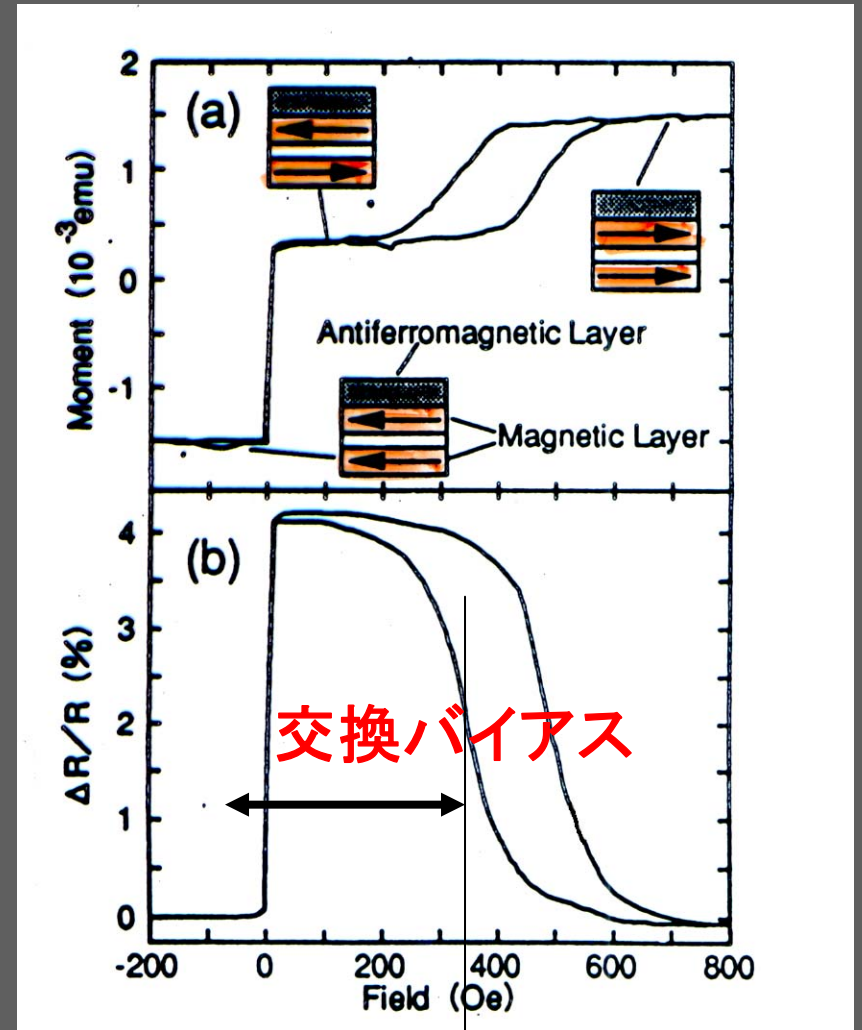 2
(a)
1
0
-1
Moment (10⁻³emu)
Antiferromagnetic Layer
Magnetic Layer
(b)
4
3
2
1
0
ΔR/R (%)
交換バイアス
-200 0 200 400 600 800
Field (Oe)